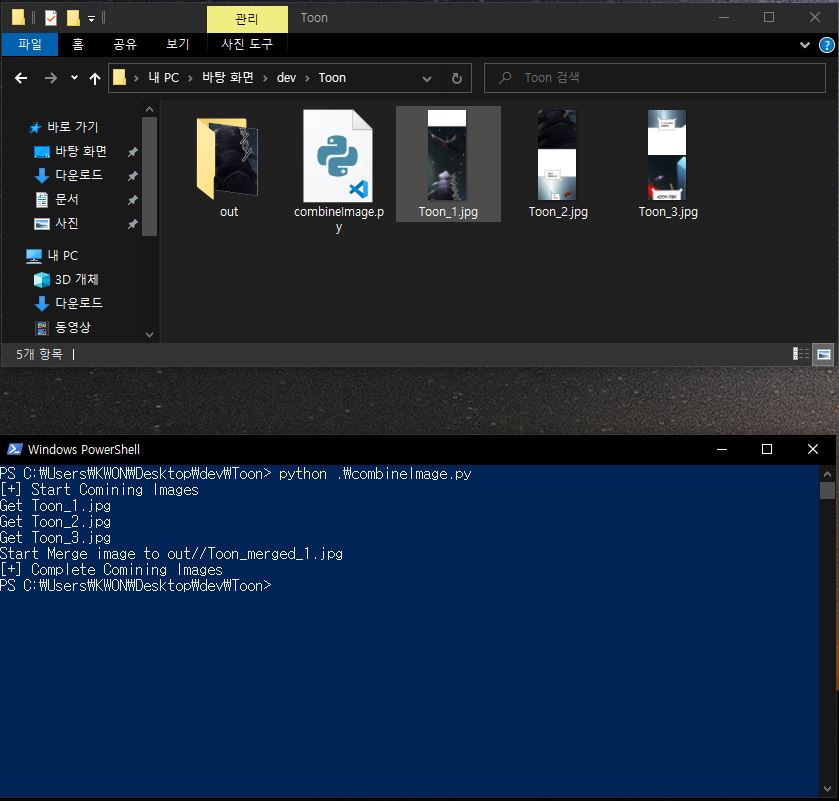 관리
Toon
파일 홈 공유 보기 사진 도구
내 PC > 바탕 화면 > dev > Toon
Toon 검색
바로 가기
바탕 화면
다운로드
문서
사진
내 PC
3D 개체
다운로드
동영상
out
combineImage.p
y
Toon_1.jpg
Toon_2.jpg
Toon_3.jpg
5개 항목
Windows PowerShell
PS C:₩Users₩KWON₩Desktop₩dev₩Toon> python .₩combineImage.py
[+] Start Comining Images
Get Toon_1.jpg
Get Toon_2.jpg
Get Toon_3.jpg
Start Merge image to out//Toon_merged_1.jpg
[+] Complete Comining Images
PS C:₩Users₩KWON₩Desktop₩dev₩Toon>